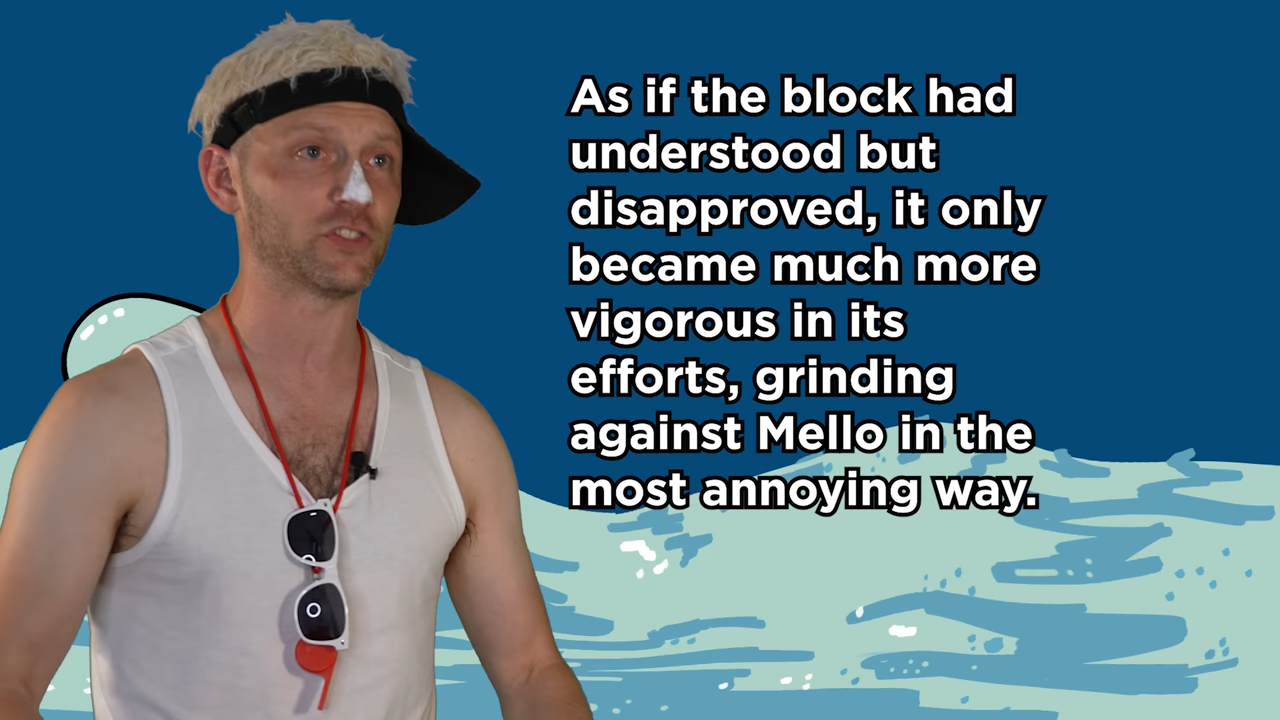 As if the block had
understood but
disapproved, it only
became much more
vigorous in its
efforts, grinding
against Mello in the
most annoying way.